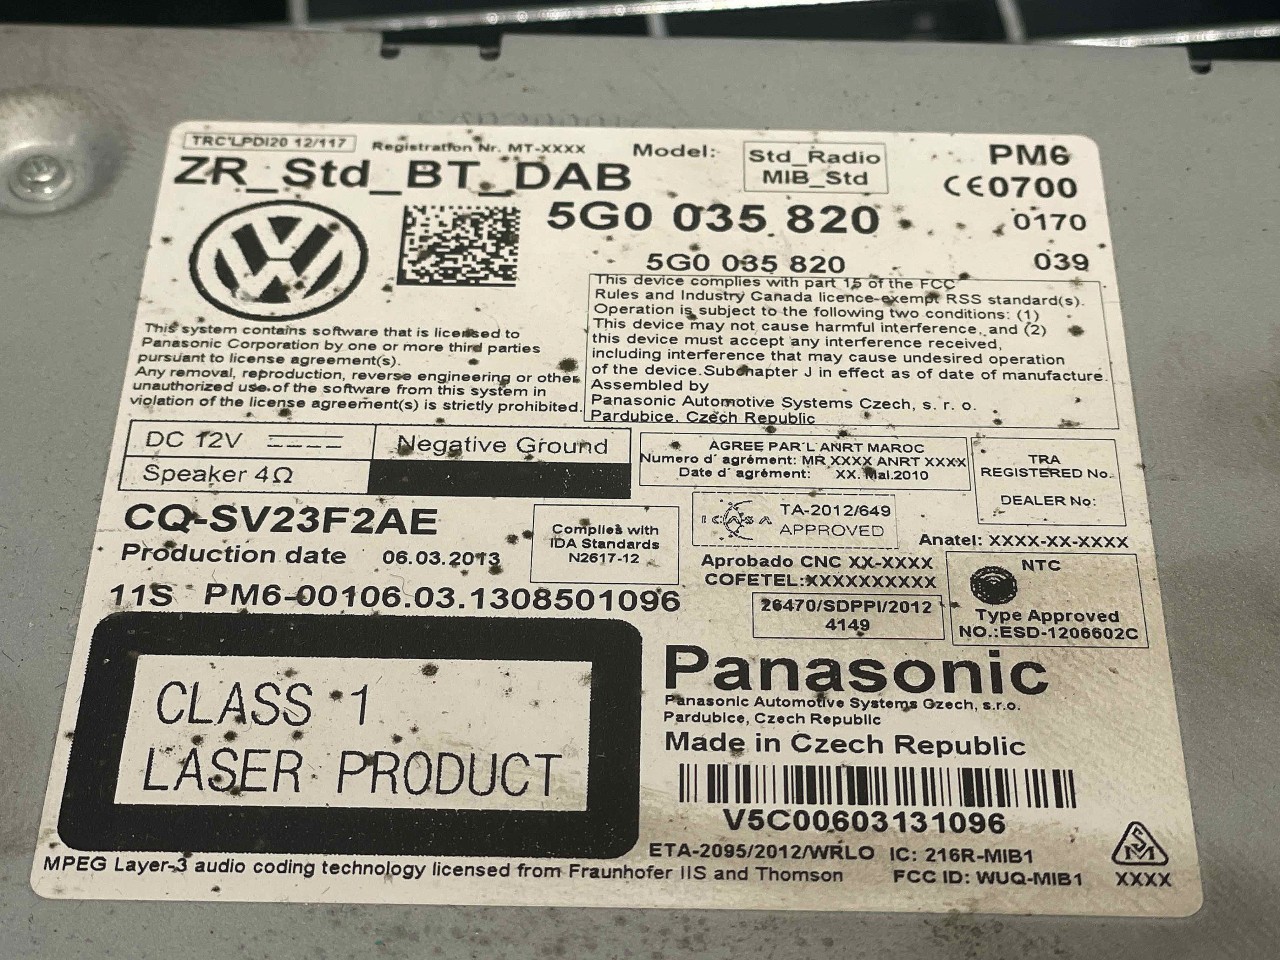 TRC'LPDI20 12/117
Registration Nr. MT-XXXX
Model:
Std_Radio
MIB_Std
PM6
ZR_Std_BT_DAB
CE0700
5G0 035 820
0170
5G0 035 820
039
This device complies with part 15 of the FCC
Rules and Industry Canada licence-exempt RSS standard(s).
Operation is subject to the following two conditions: (1)
This device may not cause harmful interference, and (2)
this device must accept any interference received,
including interference that may cause undesired operation
of the device.Subchapter J in effect as of date of manufacture.
Assembled by
Panasonic Automotive Systems Czech, s. r. o.
Pardubice, Czech Republic
This system contains software that is licensed to
Panasonic Corporation by one or more third parties
pursuant to license agreement(s).
Any removal, reproduction, reverse engineering or other
unauthorized use of the software from this system in
violation of the license agreement(s) is strictly prohibited.
DC 12V
Negative Ground
Speaker 4Ω
AGREE PAR'L ANRT MAROC
Numero d'agrément: MR XXXX ANRT XXXX
Date d'agrément: XX. Mai.2010
TRA
REGISTERED No.
DEALER No:
CQ-SV23F2AE
Complies with
IDA Standards
N2617-12
ICASA
TA-2012/649
APPROVED
Anatel: XXXX-XX-XXXX
Production date 06.03.2013
Aprobado CNC XX-XXXX
COFETEL:XXXXXXXXXX
NTC
Type Approved
NO.:ESD-1206602C
11S PM6-00106.03.1308501096
26470/SDPPI/2012
4149
CLASS 1
LASER PRODUCT
Panasonic
Panasonic Automotive Systems Czech, s.r.o.
Pardubice, Czech Republic
Made in Czech Republic
V5C00603131096
ETA-2095/2012/WRLO IC: 216R-MIB1
FCC ID: WUQ-MIB1
XXXX
MPEG Layer-3 audio coding technology licensed from Fraunhofer IIS and Thomson